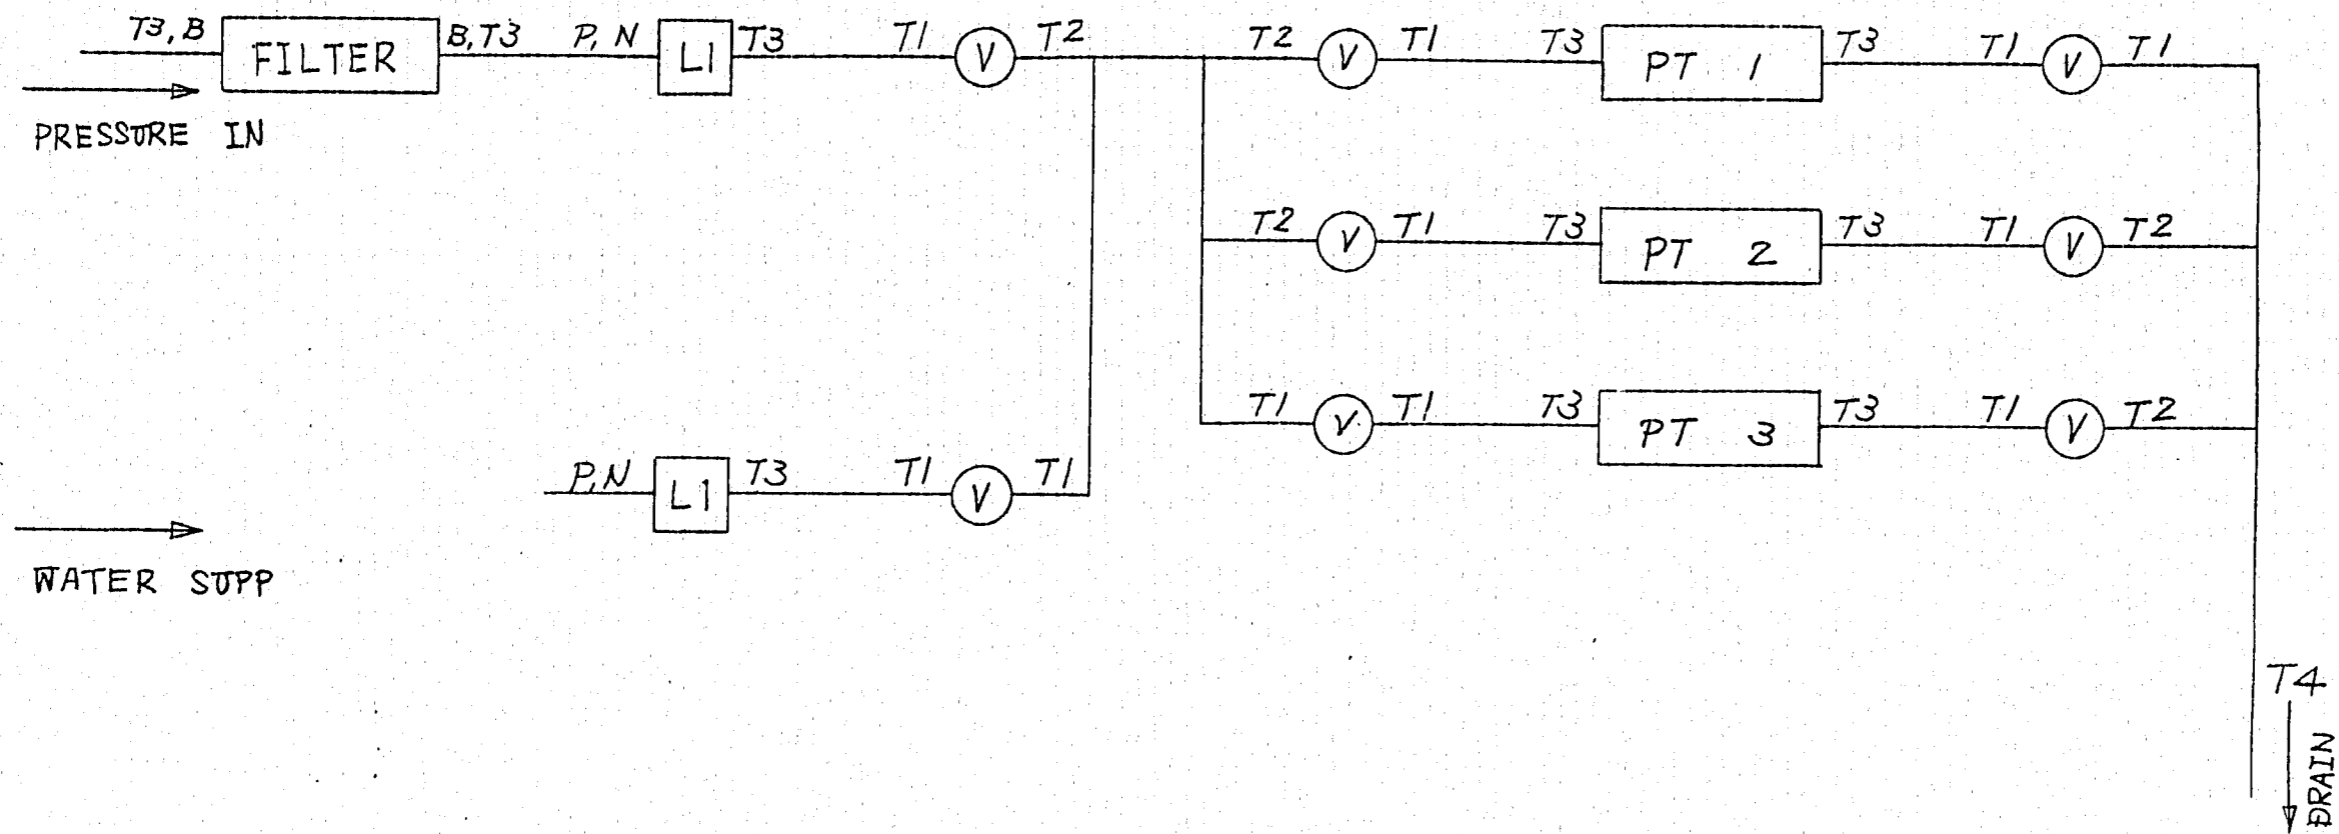 T3, B FILTER B, T3 P, N L1 T3 T1 V T2 T2 V T1 T3 PT 1 T3 T1 V T1
PRESSURE IN
T2 V T1 T3 PT 2 T3 T1 V T2
T1 V T1 T3 PT 3 T3 T1 V T2
P, N L1 T3 T1 V T1
WATER SUPP
T4
DRAIN